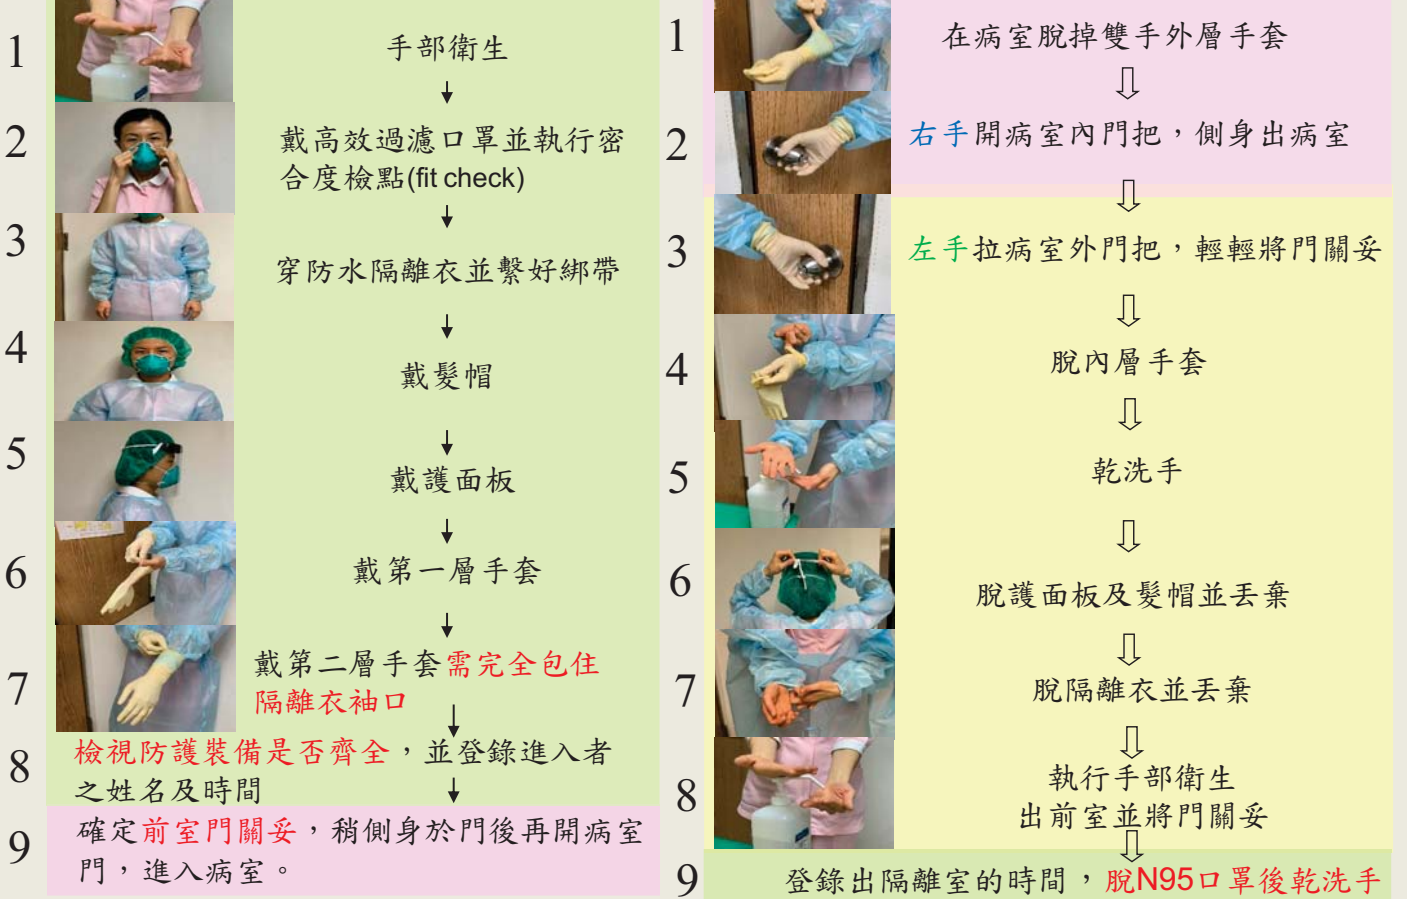 1
手部衛生
2
戴高效過濾口罩並執行密
合度檢點(fit check)
3
穿防水隔離衣並繫好綁帶
4
戴髮帽
5
戴護面板
6
戴第一層手套
7
戴第二層手套需完全包住
隔離衣袖口
8
檢視防護裝備是否齊全，並登錄進入者
之姓名及時間
9
確定前室門關妥，稍側身於門後再開病室
門，進入病室。
1
在病室脫掉雙手外層手套
2
右手開病室內門把，側身出病室
3
左手拉病室外門把，輕輕將門關妥
4
脫內層手套
5
乾洗手
6
脫護面板及髮帽並丟棄
7
脫隔離衣並丟棄
8
執行手部衛生
出前室並將門關妥
9
登錄出隔離室的時間，脫N95口罩後乾洗手